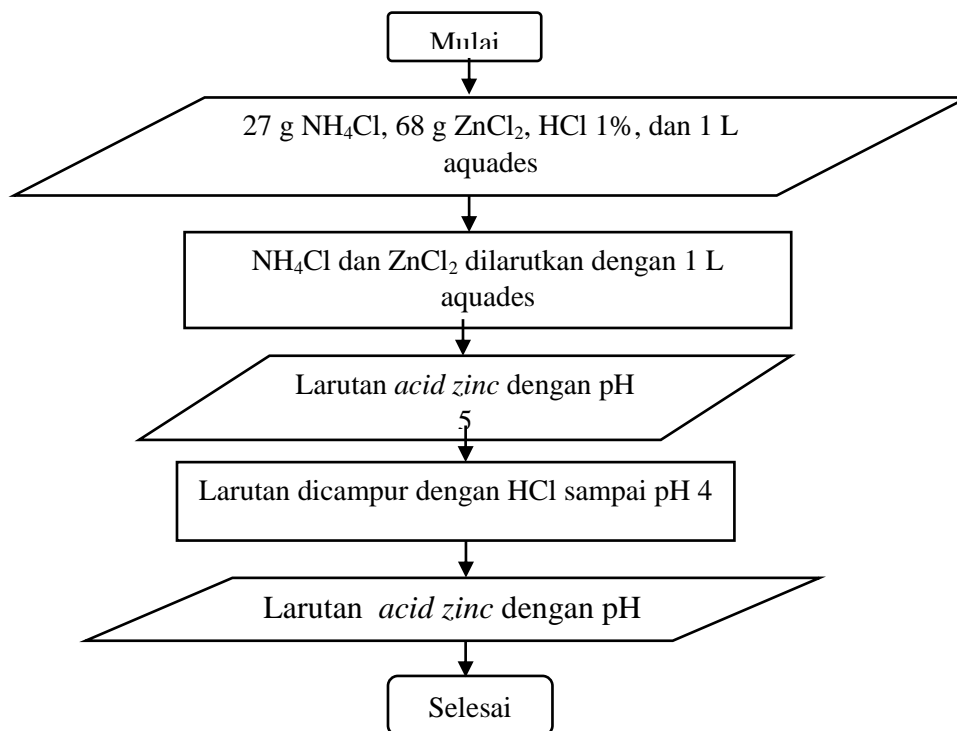 Mulai
27 g NH₄Cl, 68 g ZnCl₂, HCl 1%, dan 1 L
aquades
NH₄Cl dan ZnCl₂ dilarutkan dengan 1 L
aquades
Larutan acid zinc dengan pH
5
Larutan dicampur dengan HCl sampai pH 4
Larutan acid zinc dengan pH
Selesai